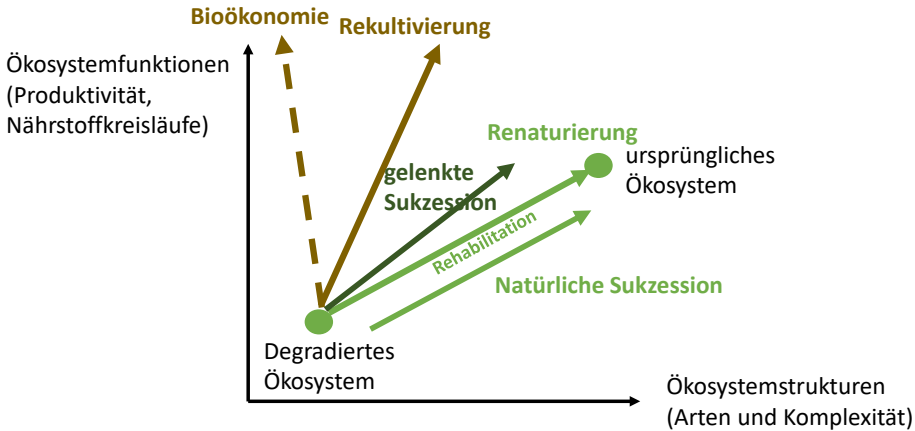 Bioökonomie
Rekultivierung
Ökosystemfunktionen
(Produktivität,
Nährstoffkreisläufe)
Renaturierung
ursprüngliches
Ökosystem
gelenkte
Sukzession
Rehabilitation
Natürliche Sukzession
Degradiertes
Ökosystem
Ökosystemstrukturen
(Arten und Komplexität)